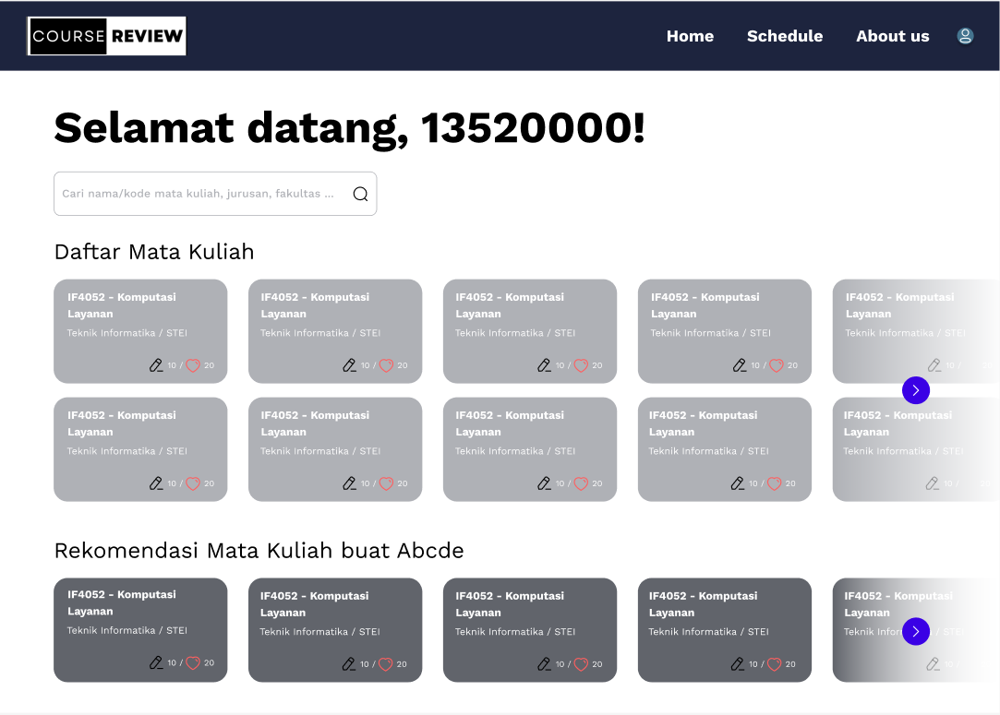 COURSE REVIEW
Home Schedule About us
Selamat datang, 13520000!
Cari nama/kode mata kuliah, jurusan, fakultas ...
Daftar Mata Kuliah
IF4052 - Komputasi
Layanan
Teknik Informatika / STEI
10 / 20
IF4052 - Komputasi
Layanan
Teknik Informatika / STEI
10 / 20
IF4052 - Komputasi
Layanan
Teknik Informatika / STEI
10 / 20
IF4052 - Komputasi
Layanan
Teknik Informatika / STEI
10 / 20
IF4052 - Komputasi
Layanan
Teknik Informatika / STEI
10 / 20
IF4052 - Komputasi
Layanan
Teknik Informatika / STEI
10 / 20
IF4052 - Komputasi
Layanan
Teknik Informatika / STEI
10 / 20
IF4052 - Komputasi
Layanan
Teknik Informatika / STEI
10 / 20
IF4052 - Komputasi
Layanan
Teknik Informatika / STEI
10 / 20
IF4052 - Komputasi
Layanan
Teknik Informatika / STEI
10 / 20
Rekomendasi Mata Kuliah buat Abcde
IF4052 - Komputasi
Layanan
Teknik Informatika / STEI
10 / 20
IF4052 - Komputasi
Layanan
Teknik Informatika / STEI
10 / 20
IF4052 - Komputasi
Layanan
Teknik Informatika / STEI
10 / 20
IF4052 - Komputasi
Layanan
Teknik Informatika / STEI
10 / 20
IF4052 - Komputasi
Layanan
Teknik / STEI
10 /